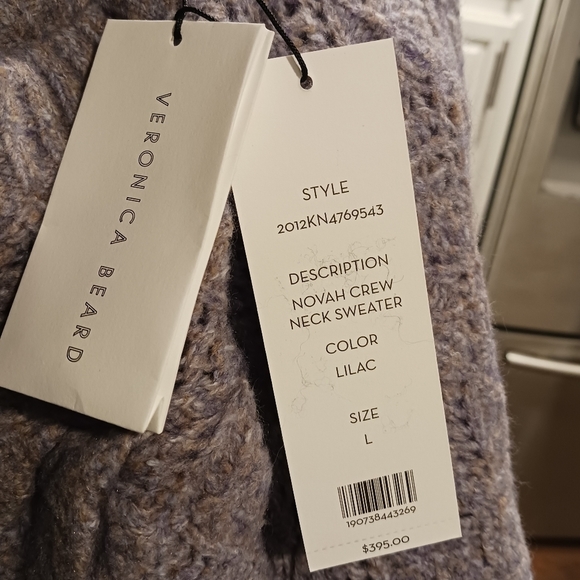 VERONICA BEARD
STYLE
2012KN4769543
DESCRIPTION
NOVAH CREW
NECK SWEATER
COLOR
LILAC
SIZE
L
190738443269
$395.00